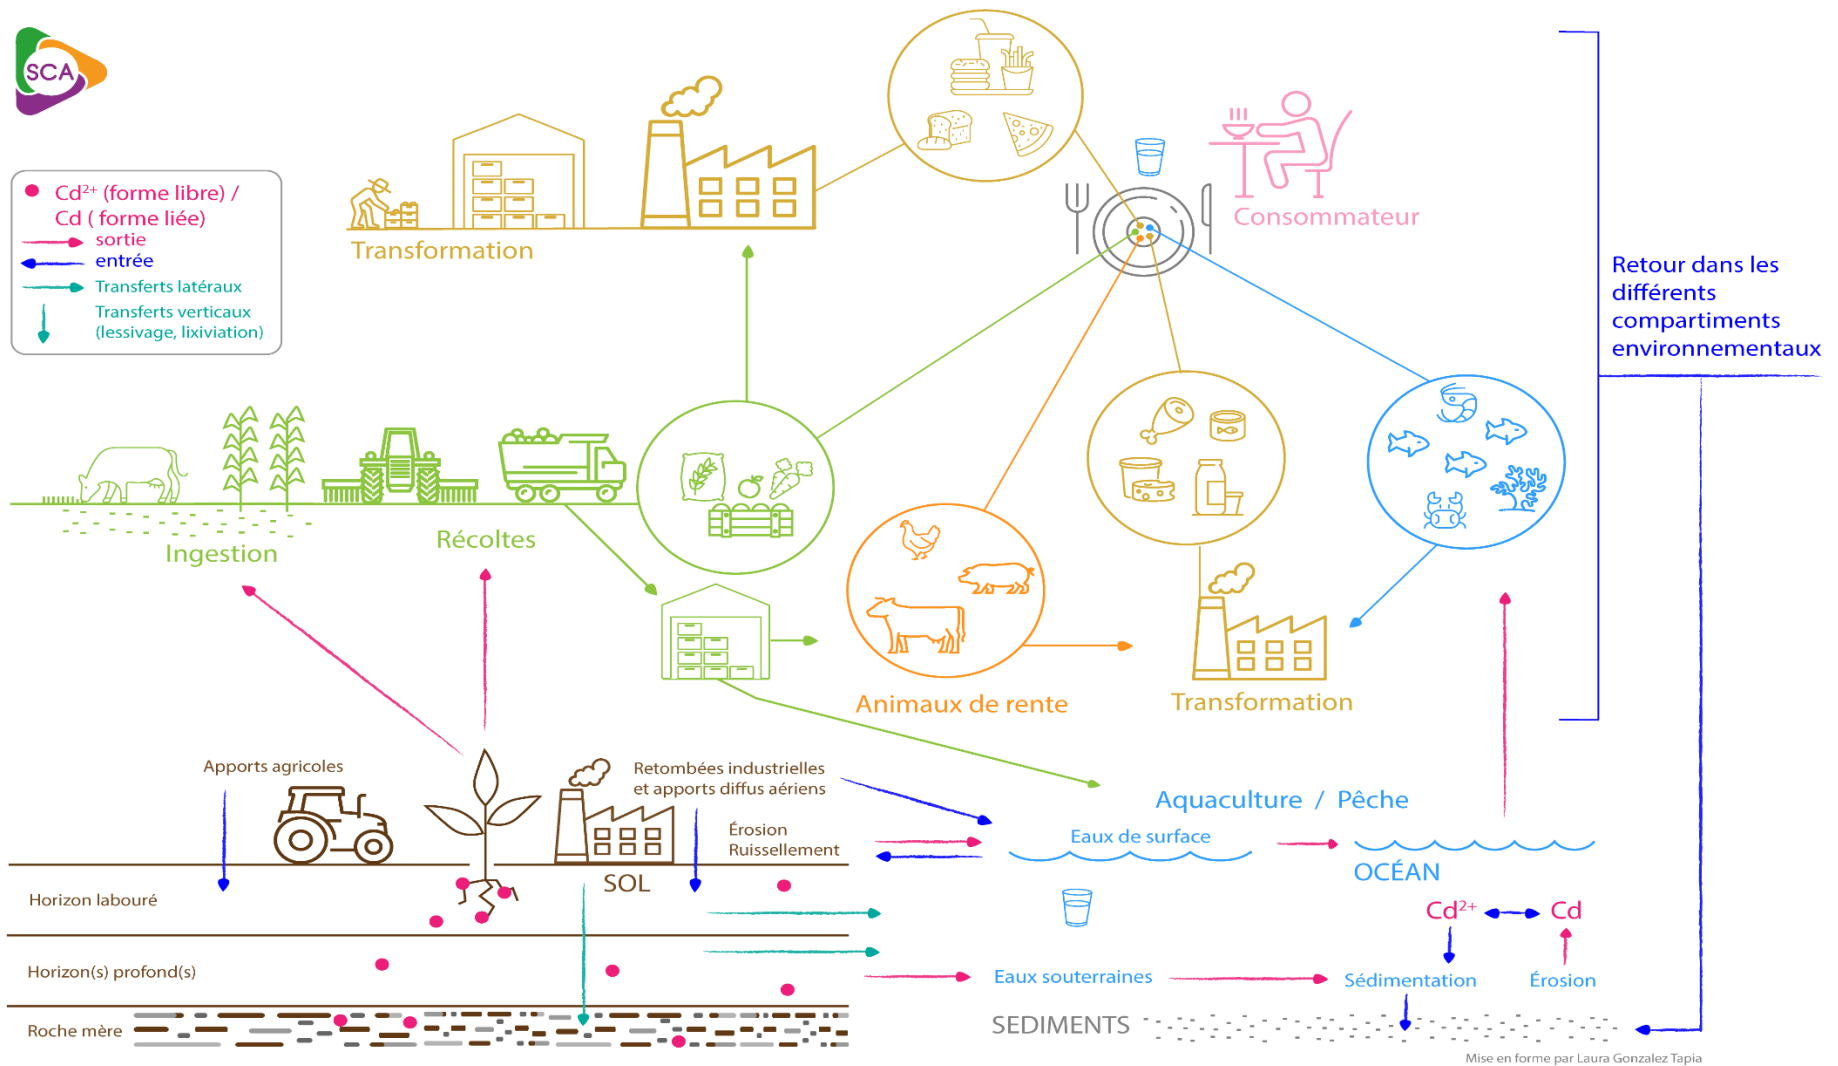 SCA
Cd²⁺ (forme libre) /
Cd ( forme liée)
sortie
entrée
Transferts latéraux
Transferts verticaux
(lessivage, lixiviation)
Transformation
Consommateur
Retour dans les
différents
compartiments
environnementaux
Ingestion
Récoltes
Animaux de rente
Transformation
Apports agricoles
Retombées industrielles
et apports diffus aériens
Érosion
Ruissellement
Aquaculture / Pêche
Eaux de surface
OCÉAN
SOL
Horizon labouré
Cd²⁺
Cd
Horizon(s) profond(s)
Eaux souterraines
Sédimentation
Érosion
Roche mère
SEDIMENTS
Mise en forme par Laura Gonzalez Tapia